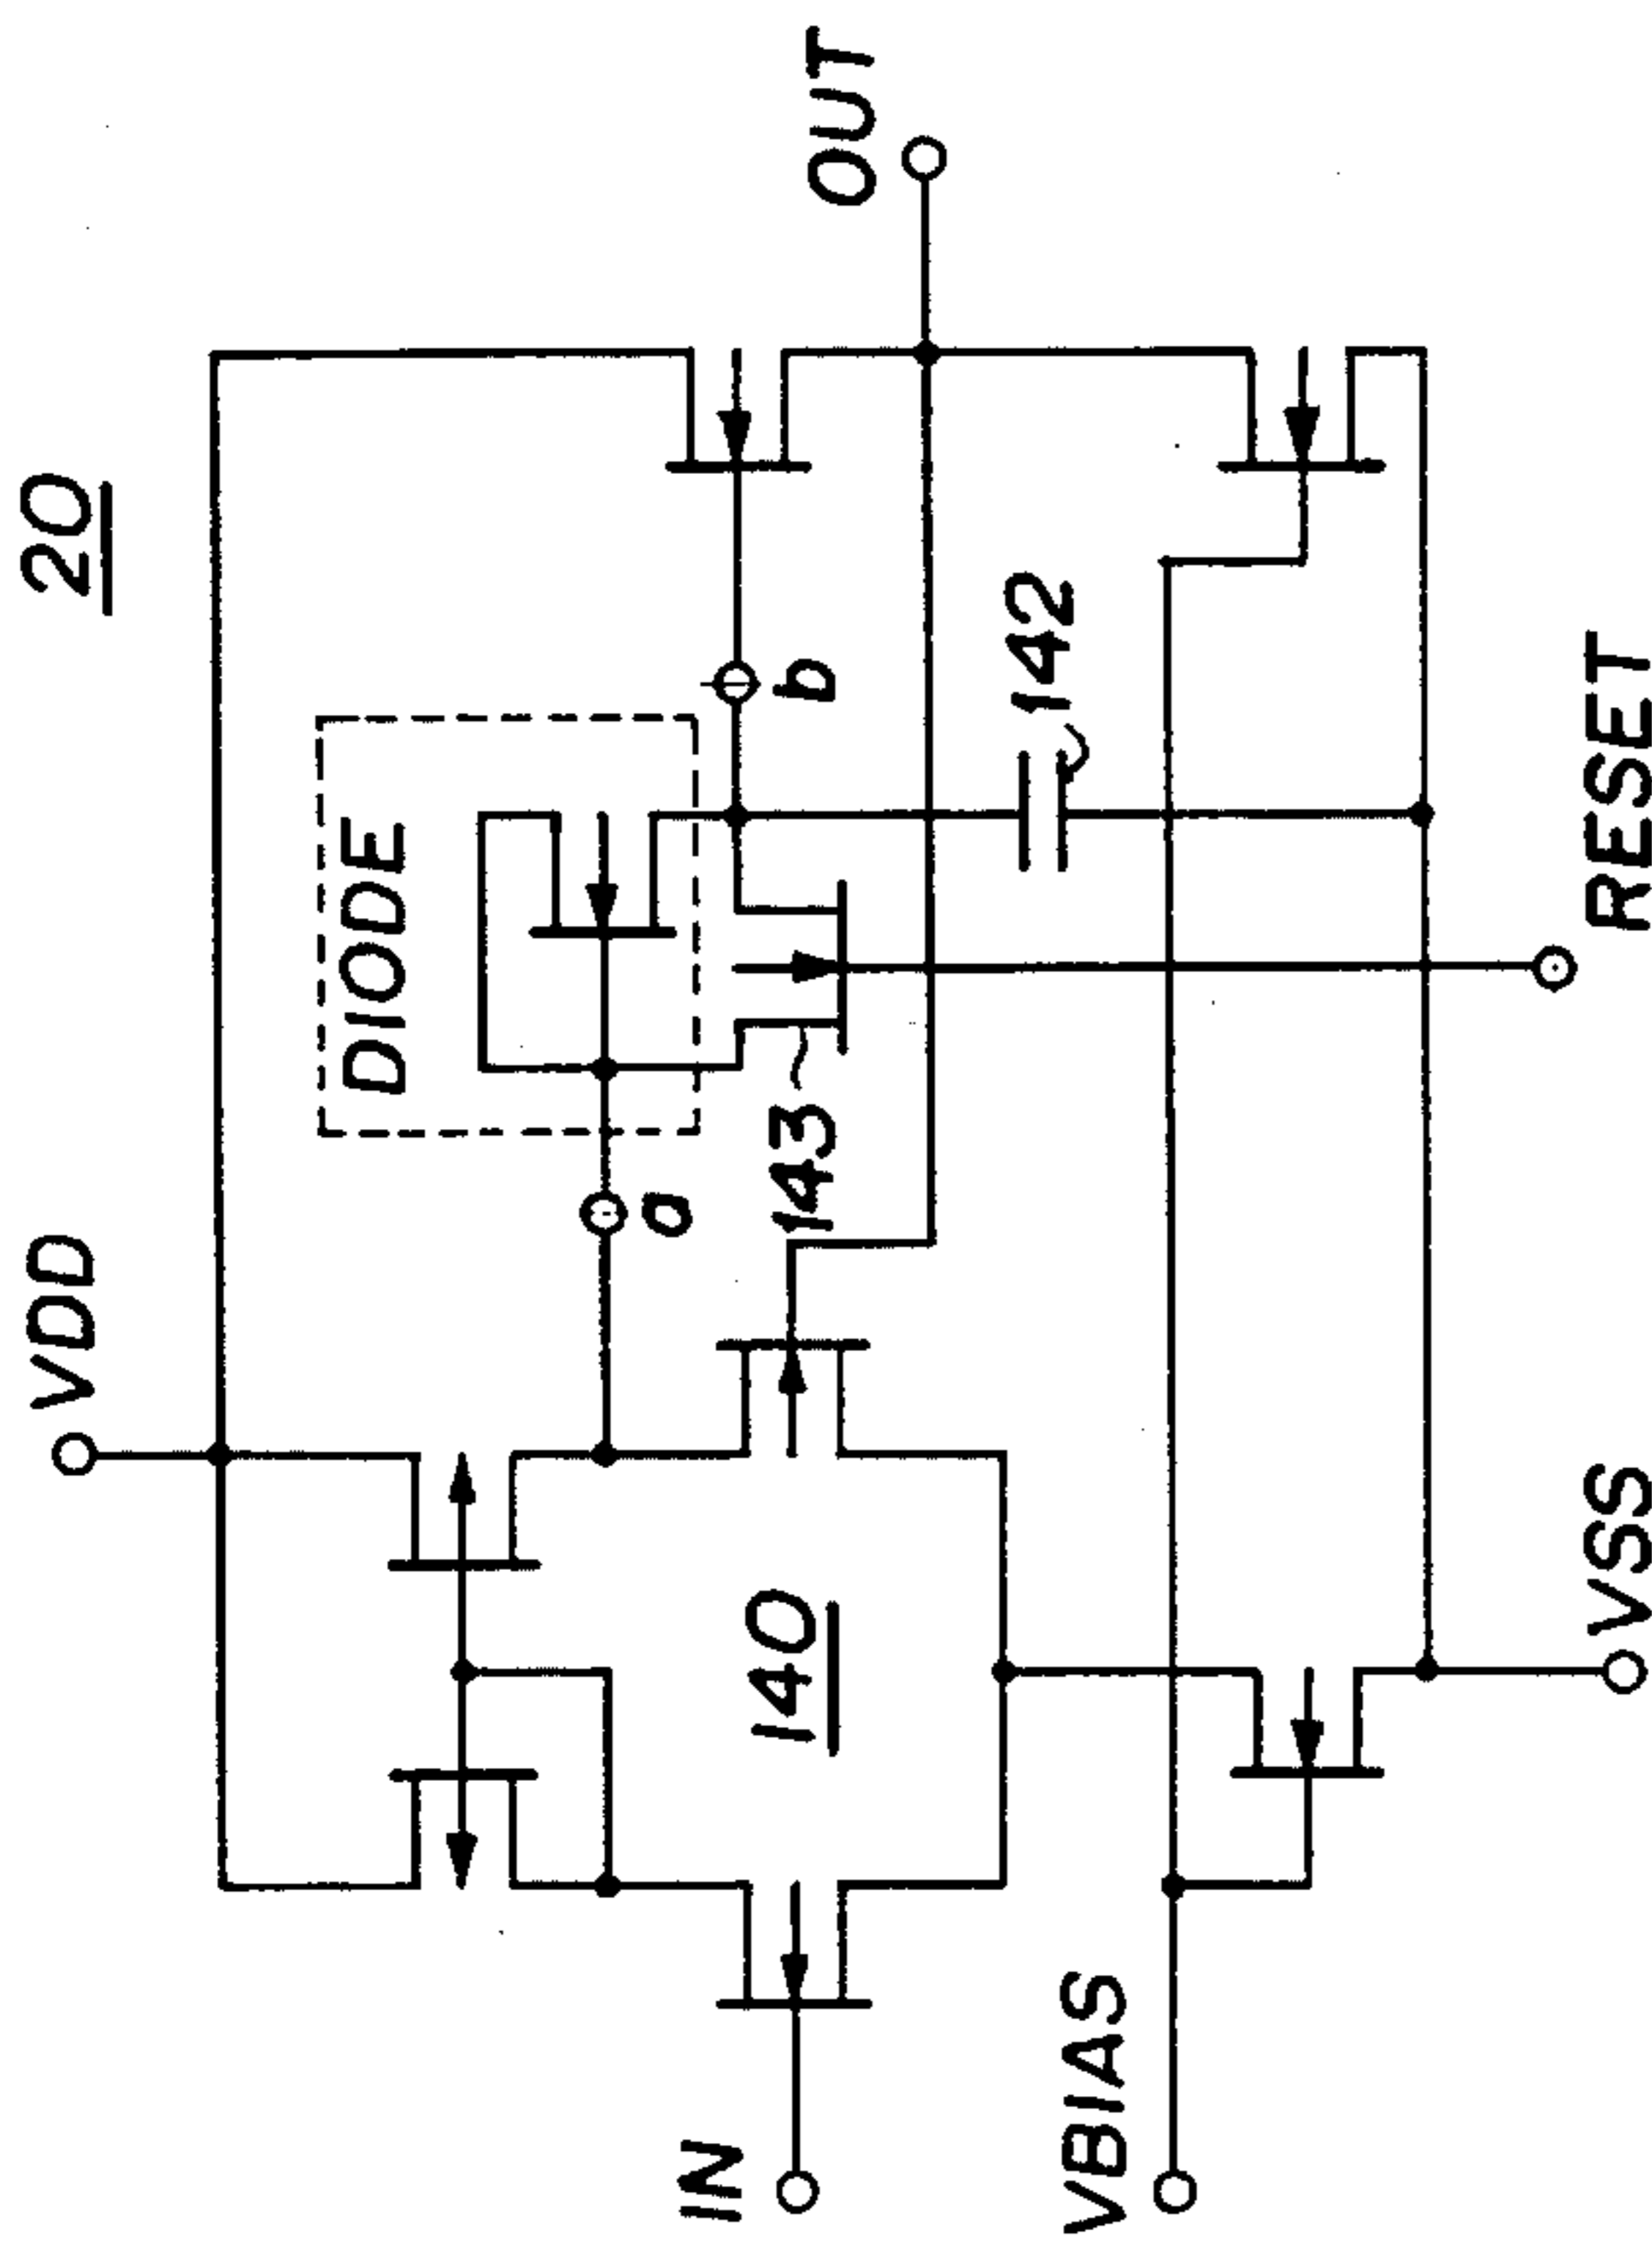 20
VDD
DIODE
OUT
a
b
143
142
140
IN
VBIAS
VSS
RESET